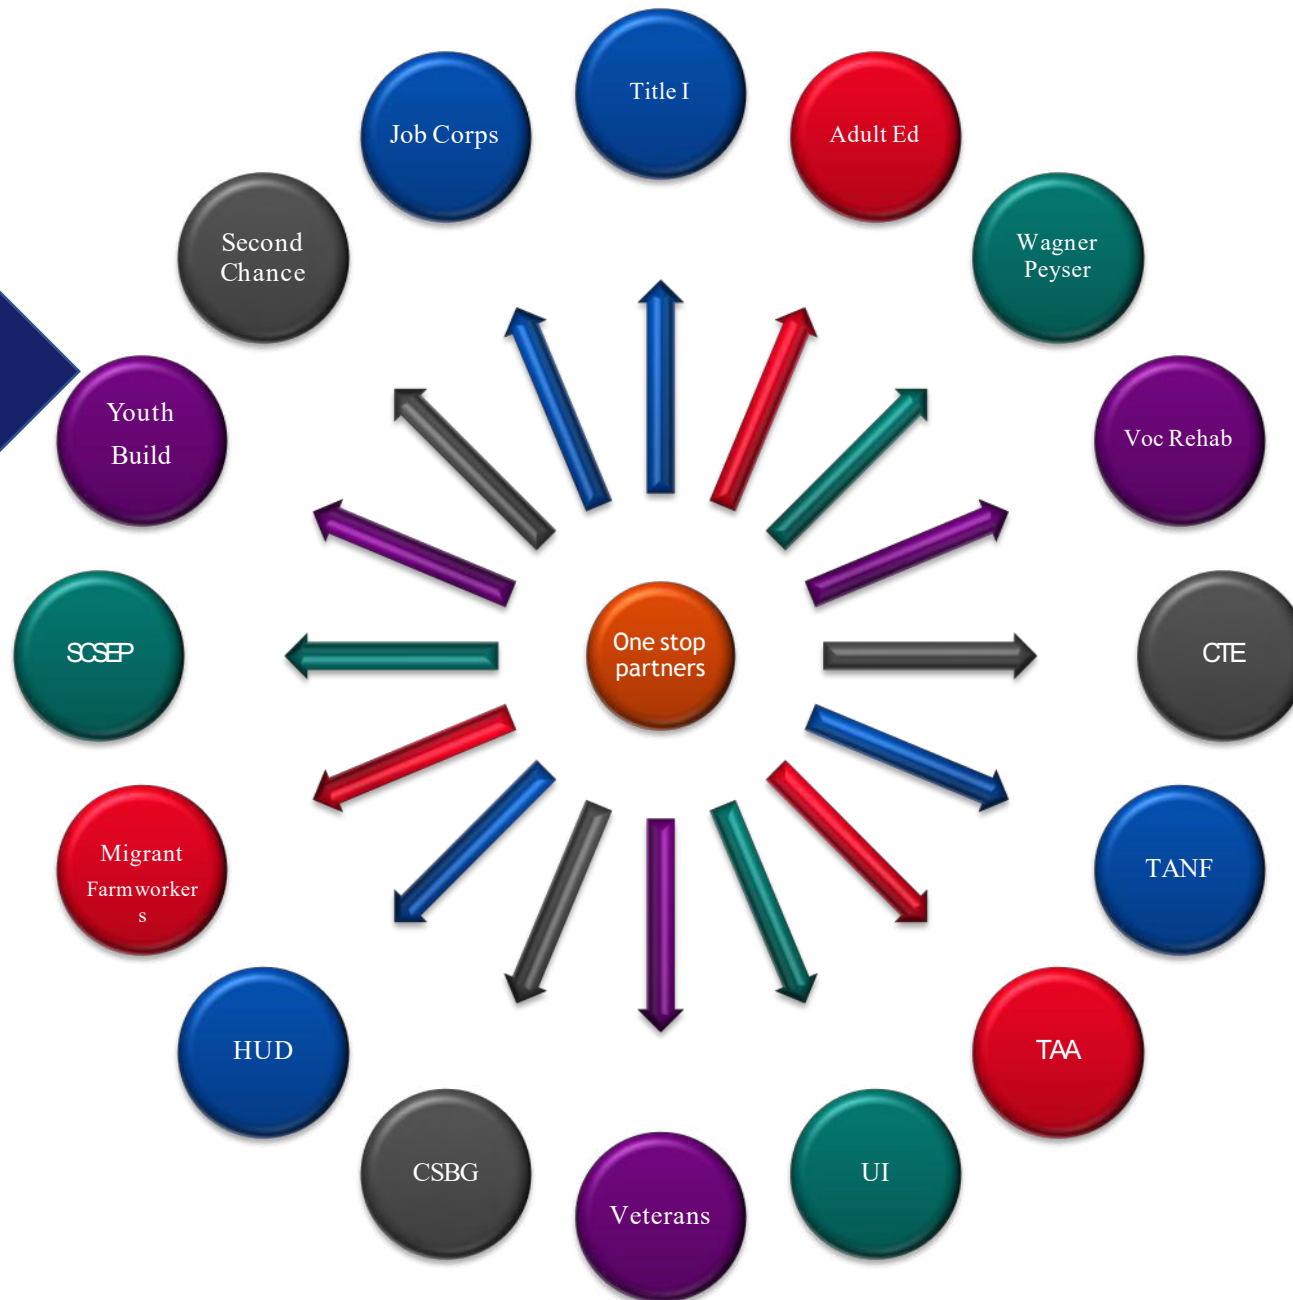 Title I
Job Corps
Adult Ed
Second
Chance
Wagner
Peyser
Youth
Build
Voc Rehab
One stop
partners
SCSEP
CTE
Migrant
Farmworker
s
TANF
HUD
TAA
CSBG
UI
Veterans